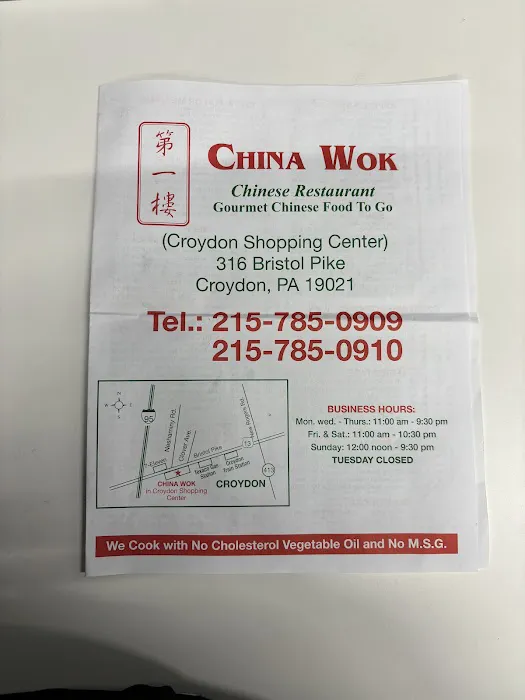 第
一
樓
CHINA WOK
Chinese Restaurant
Gourmet Chinese Food To Go
(Croydon Shopping Center)
316 Bristol Pike
Croydon, PA 19021
Tel.: 215-785-0909
215-785-0910
N
W
E
S
95
Bristol Pike
13
413
CHINA WOK
In Croydon Shopping
Center
Croydon
Train Station
CROYDON
BUSINESS HOURS:
Mon. wed. - Thurs.: 11:00 am - 9:30 pm
Fri. & Sat.: 11:00 am - 10:30 pm
Sunday: 12:00 noon - 9:30 pm
TUESDAY CLOSED
We Cook with No Cholesterol Vegetable Oil and No M.S.G.